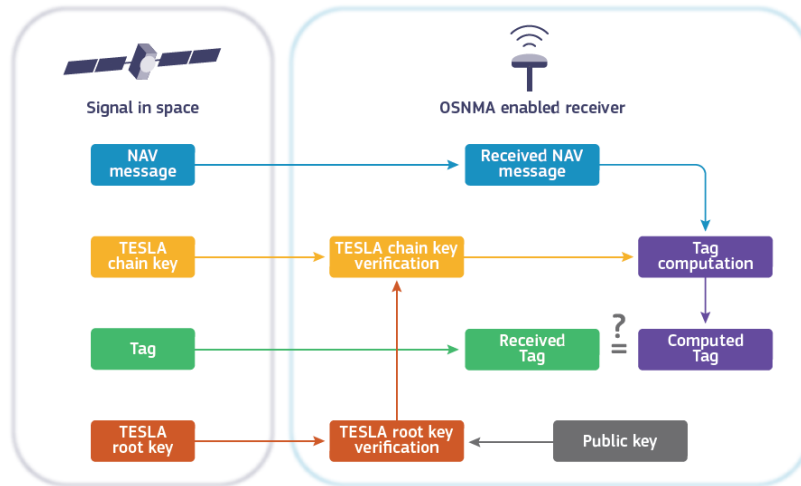 Signal in space
OSNMA enabled receiver
NAV
message
Received NAV
message
TESLA
chain key
TESLA chain key
verification
Tag
computation
Tag
Received
Tag
?
=
Computed
Tag
TESLA
root key
TESLA root key
verification
Public key